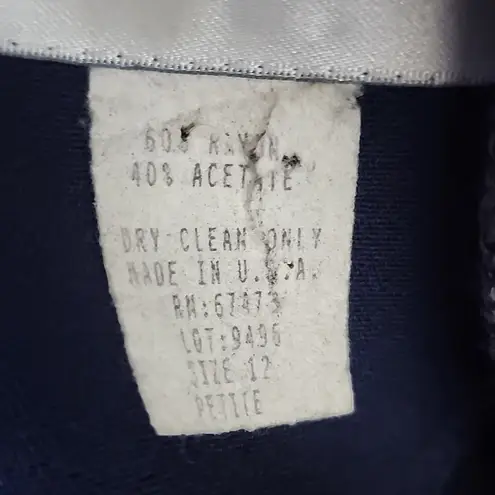 60% RAYON
40% ACETATE
DRY CLEAN ONLY
MADE IN U.S.A.
RN:67473
LOT:9496
SIZE 12
PETITE